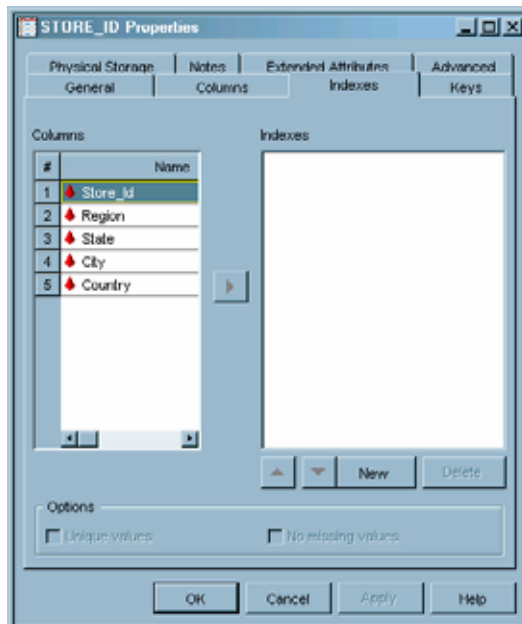 STORE_ID Properties
Physical Storage Notes Extended Attributes Advanced
General Columns Indexes Keys
Columns Indexes
# Name
1 Store_Id
2 Region
3 State
4 City
5 Country
New Delete
Options
Unique values No missing values
OK Cancel Apply Help